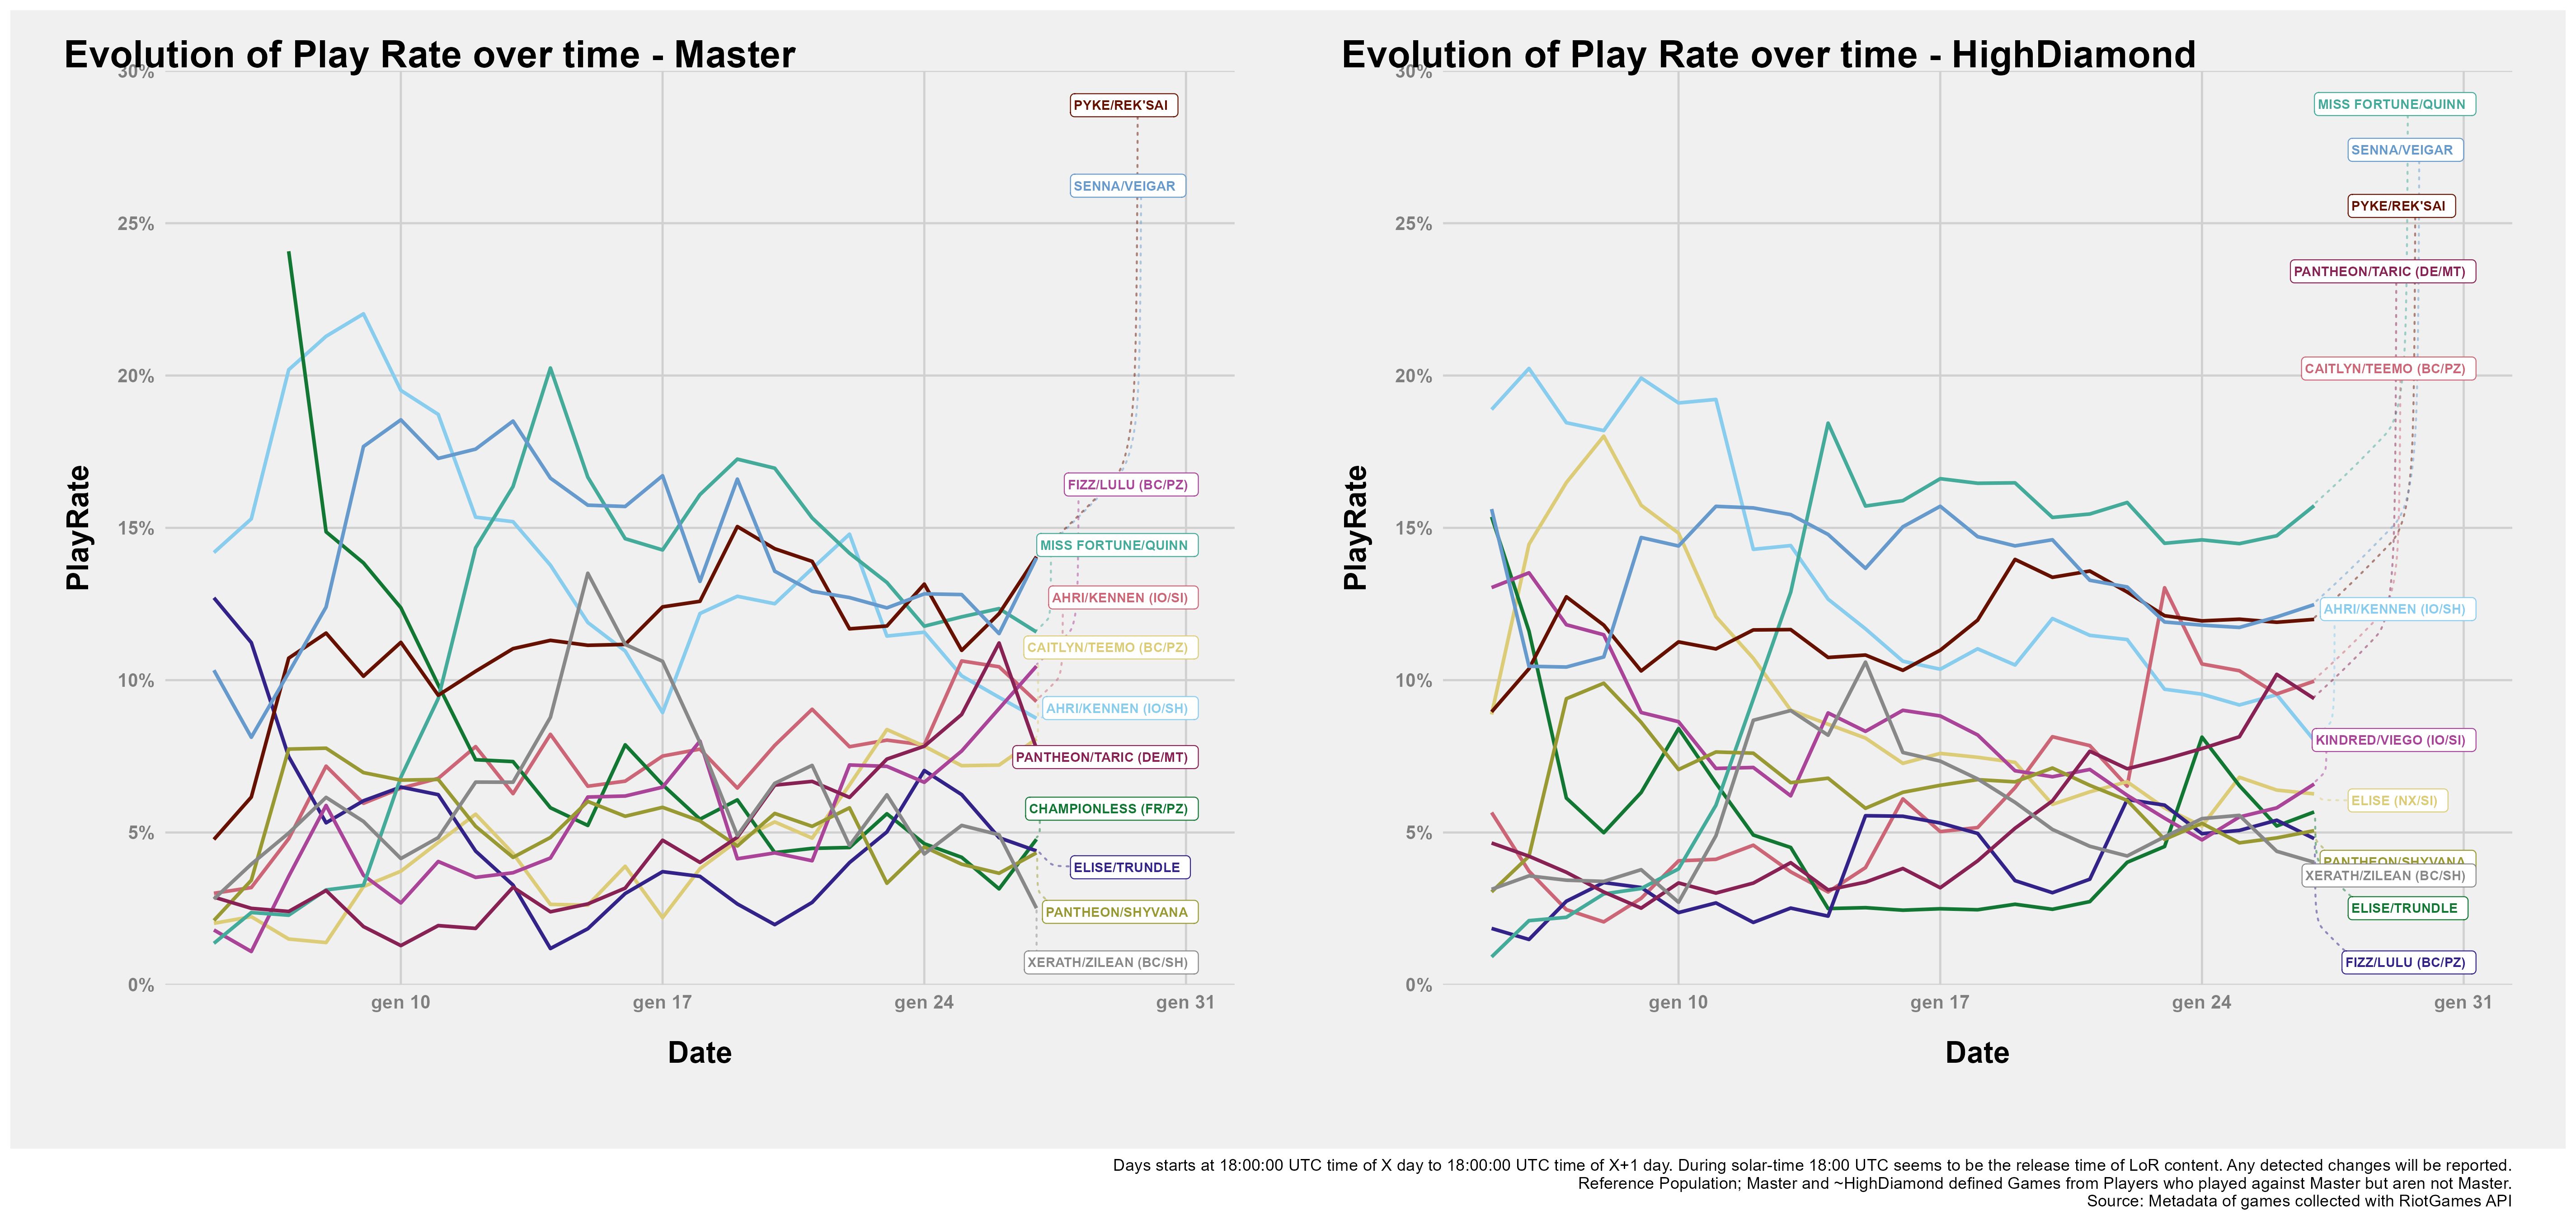 Evolution of Play Rate over time - Master
30%
25%
20%
15%
10%
5%
0%
PlayRate
gen 10
gen 17
gen 24
gen 31
Date
PYKE/REK'SAI
SENNA/VEIGAR
FIZZ/LULU (BC/PZ)
MISS FORTUNE/QUINN
AHRI/KENNEN (IO/SI)
CAITLYN/TEEMO (BC/PZ)
AHRI/KENNEN (IO/SH)
PANTHEON/TARIC (DE/MT)
CHAMPIONLESS (FR/PZ)
ELISE/TRUNDLE
PANTHEON/SHYVANA
XERATH/ZILEAN (BC/SH)
Evolution of Play Rate over time - HighDiamond
30%
25%
20%
15%
10%
5%
0%
PlayRate
gen 10
gen 17
gen 24
gen 31
Date
MISS FORTUNE/QUINN
SENNA/VEIGAR
PYKE/REK'SAI
PANTHEON/TARIC (DE/MT)
CAITLYN/TEEMO (BC/PZ)
AHRI/KENNEN (IO/SH)
KINDRED/VIEGO (IO/SI)
ELISE (NX/SI)
PANTHEON/SHYVANA
XERATH/ZILEAN (BC/SH)
ELISE/TRUNDLE
FIZZ/LULU (BC/PZ)
Days starts at 18:00:00 UTC time of X day to 18:00:00 UTC time of X+1 day. During solar-time 18:00 UTC seems to be the release time of LoR content. Any detected changes will be reported.
Reference Population; Master and ~HighDiamond defined Games from Players who played against Master but aren not Master.
Source: Metadata of games collected with RiotGames API